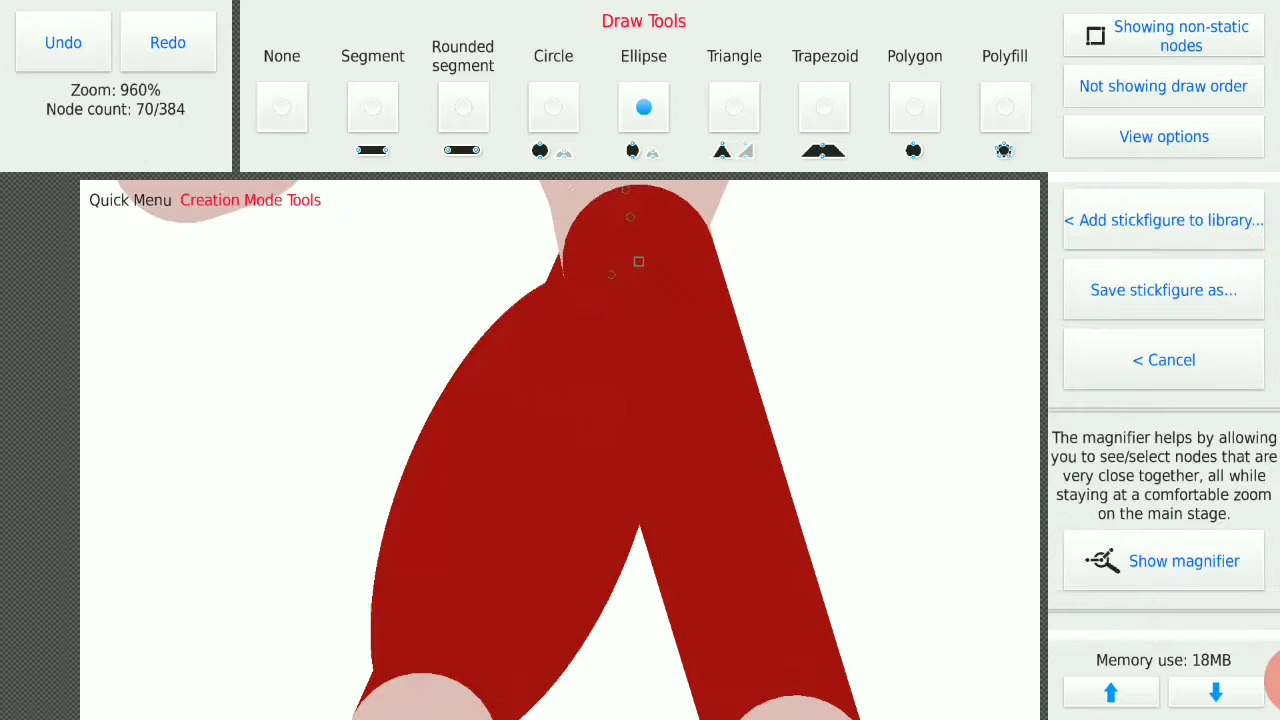 Undo
Redo
Zoom: 960%
Node count: 70/384
Draw Tools
None
Segment
Rounded
segment
Circle
Ellipse
Triangle
Trapezoid
Polygon
Polyfill
Showing non-static
nodes
Not showing draw order
View options
Quick Menu Creation Mode Tools
< Add stickfigure to library...
Save stickfigure as...
< Cancel
The magnifier helps by allowing
you to see/select nodes that are
very close together, all while
staying at a comfortable zoom
on the main stage.
Show magnifier
Memory use: 18MB